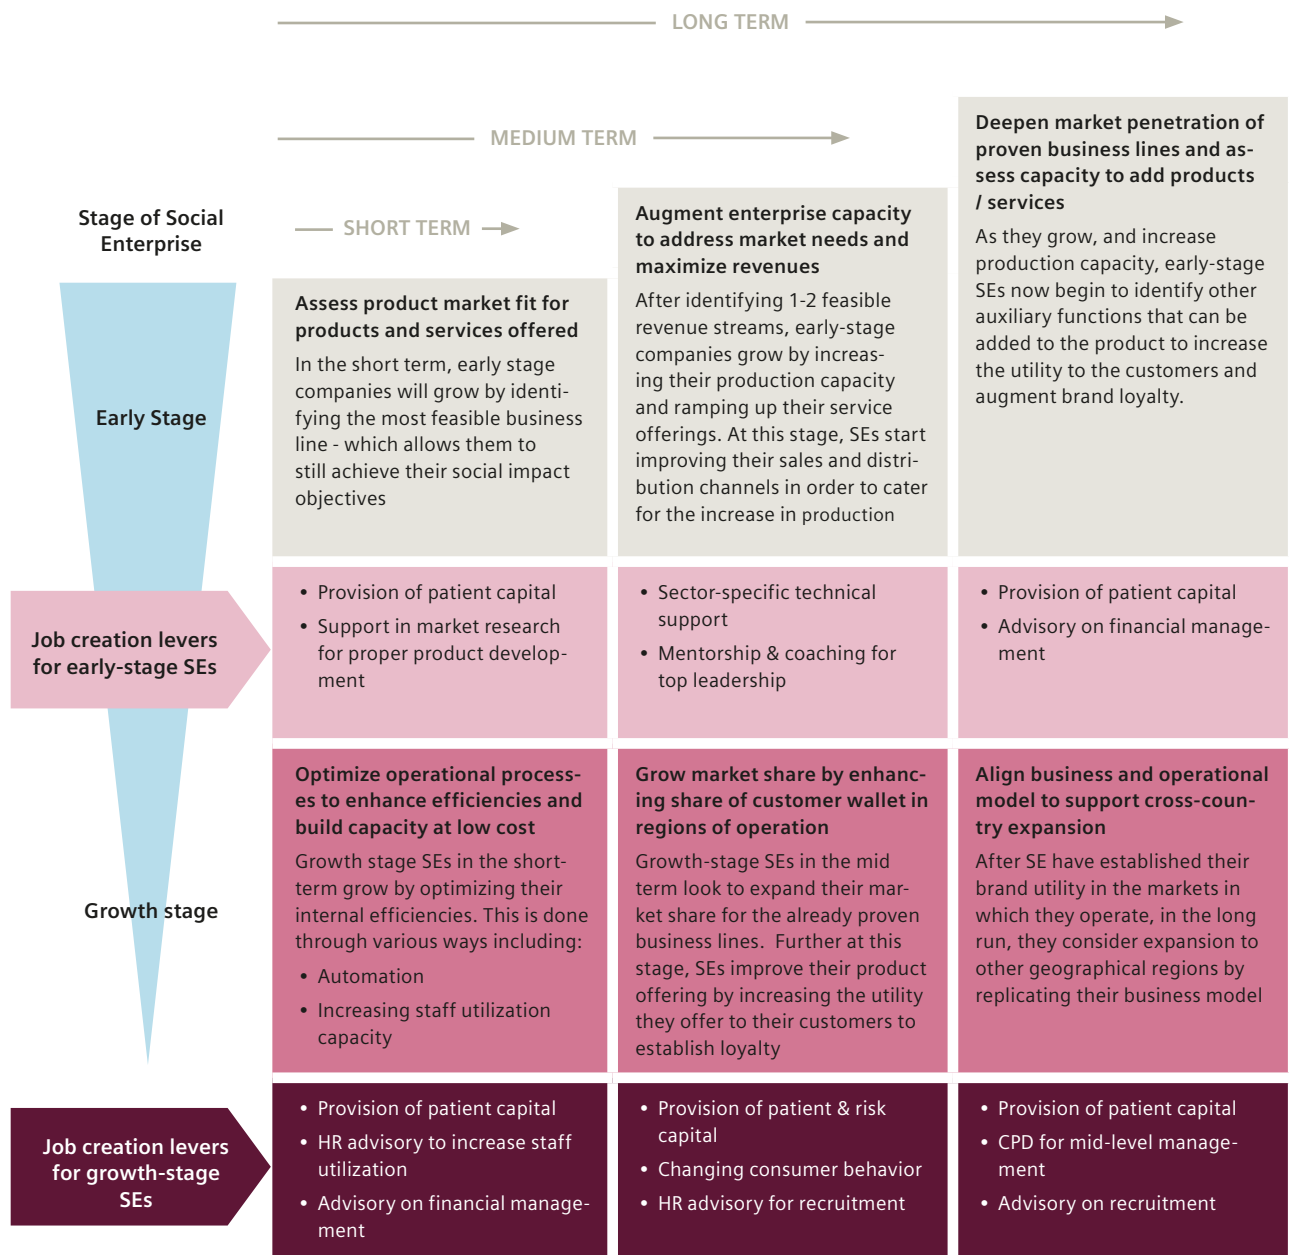 LONG TERM
MEDIUM TERM
SHORT TERM
Stage of Social
Enterprise
Early Stage
Assess product market fit for
products and services offered
In the short term, early stage
companies will grow by identi-
fying the most feasible business
line - which allows them to
still achieve their social impact
objectives
Augment enterprise capacity
to address market needs and
maximize revenues
After identifying 1-2 feasible
revenue streams, early-stage
companies grow by increas-
ing their production capacity
and ramping up their service
offerings. At this stage, SEs start
improving their sales and distri-
bution channels in order to cater
for the increase in production
Deepen market penetration of
proven business lines and as-
sess capacity to add products
/ services
As they grow, and increase
production capacity, early-stage
SEs now begin to identify other
auxiliary functions that can be
added to the product to increase
the utility to the customers and
augment brand loyalty.
Job creation levers
for early-stage SEs
• Provision of patient capital
• Support in market research
for proper product develop-
ment
• Sector-specific technical
support
• Mentorship & coaching for
top leadership
• Provision of patient capital
• Advisory on financial manage-
ment
Growth stage
Optimize operational process-
es to enhance efficiencies and
build capacity at low cost
Growth stage SEs in the short-
term grow by optimizing their
internal efficiencies. This is done
through various ways including:
• Automation
• Increasing staff utilization
capacity
Grow market share by enhanc-
ing share of customer wallet in
regions of operation
Growth-stage SEs in the mid
term look to expand their mar-
ket share for the already proven
business lines. Further at this
stage, SEs improve their product
offering by increasing the utility
they offer to their customers to
establish loyalty
Align business and operational
model to support cross-coun-
try expansion
After SE have established their
brand utility in the markets in
which they operate, in the long
run, they consider expansion to
other geographical regions by
replicating their business model
Job creation levers
for growth-stage
SEs
• Provision of patient capital
• HR advisory to increase staff
utilization
• Advisory on financial manage-
ment
• Provision of patient & risk
capital
• Changing consumer behavior
• HR advisory for recruitment
• Provision of patient capital
• CPD for mid-level manage-
ment
• Advisory on recruitment